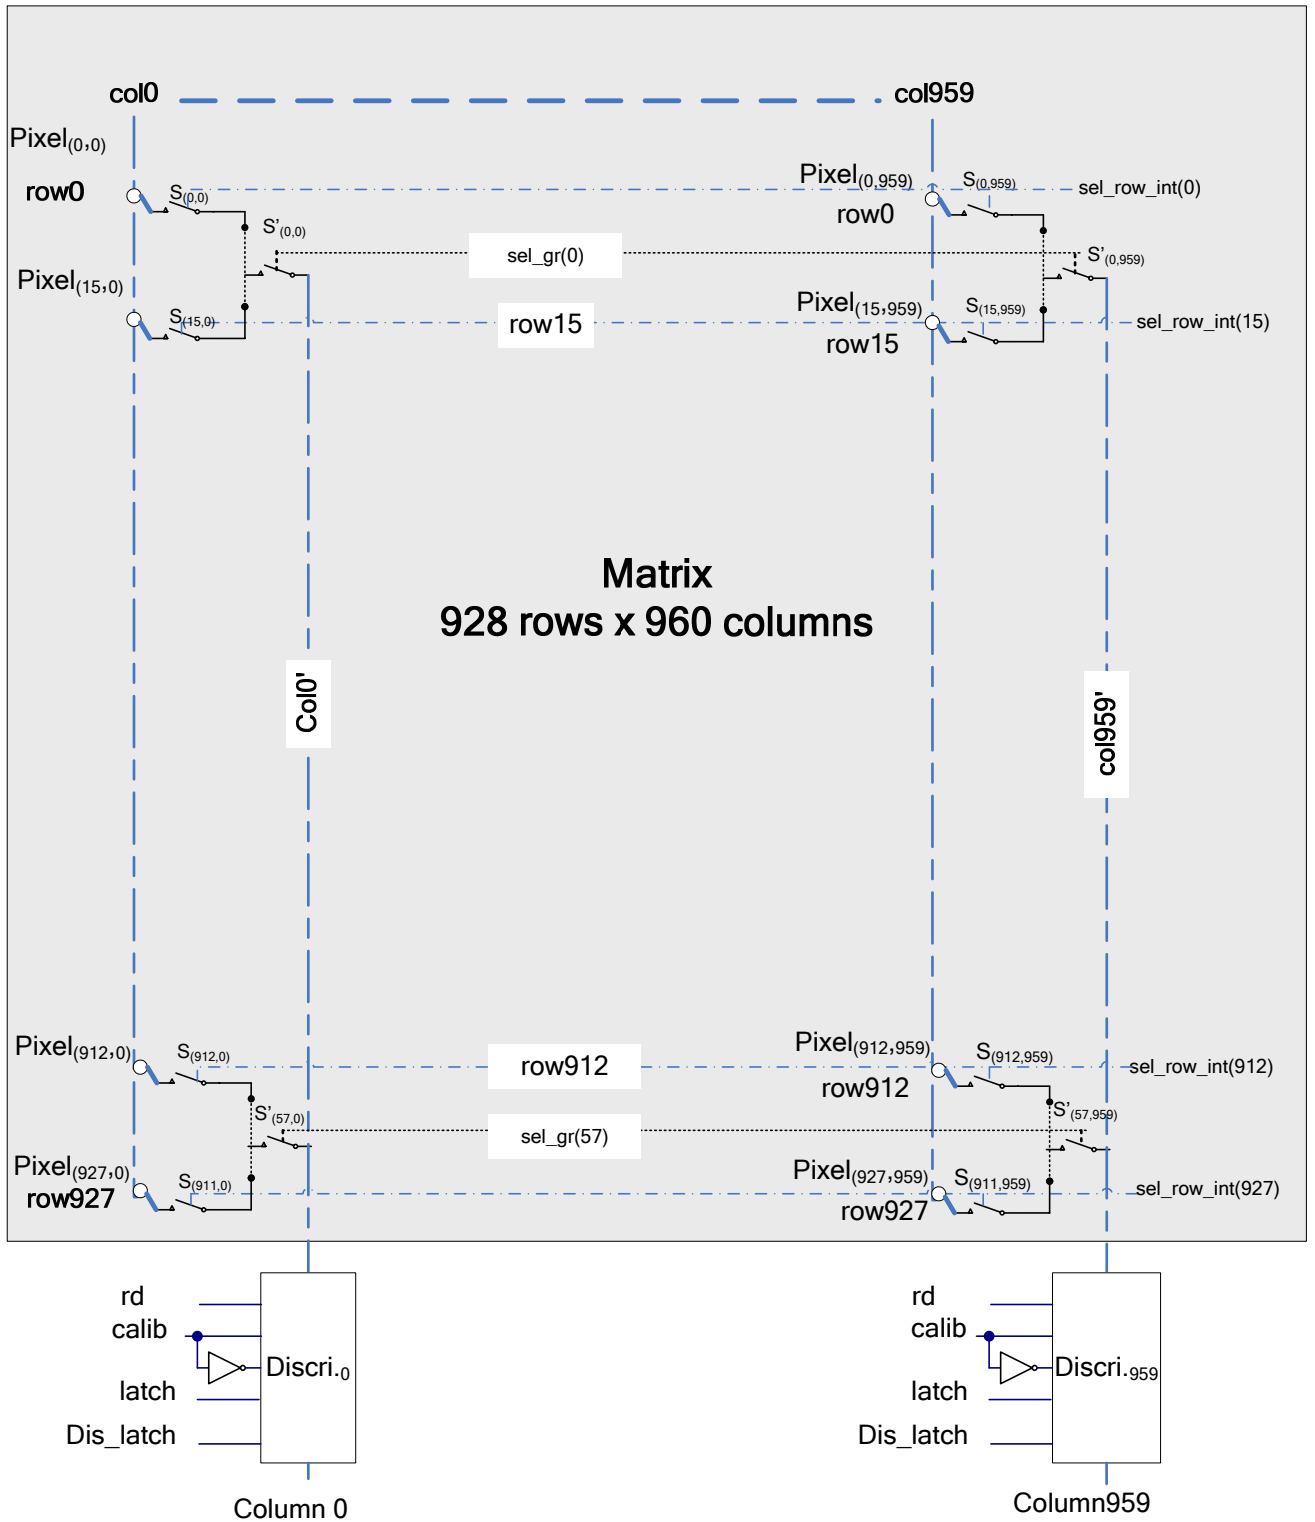 col0
col959
Pixel(0,0)
row0
S(0,0)
Pixel(0,959)
row0
S(0,959)
sel_row_int(0)
S'(0,0)
sel_gr(0)
S'(0,959)
Pixel(15,0)
S(15,0)
row15
Pixel(15,959)
row15
S(15,959)
sel_row_int(15)
Matrix
928 rows x 960 columns
Col0'
col959'
Pixel(912,0)
S(912,0)
row912
Pixel(912,959)
row912
S(912,959)
sel_row_int(912)
S'(57,0)
sel_gr(57)
S'(57,959)
Pixel(927,0)
row927
S(911,0)
Pixel(927,959)
row927
S(911,959)
sel_row_int(927)
rd
calib
Discri.0
latch
Dis_latch
Column 0
rd
calib
Discri.959
latch
Dis_latch
Column959